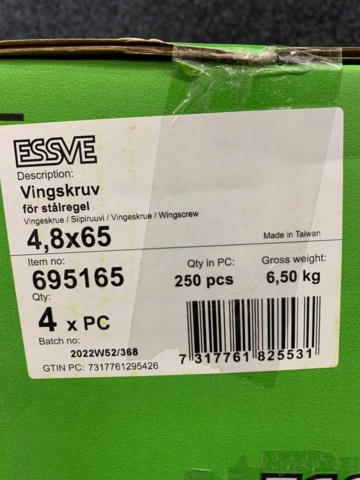 ESSVE
Description:
Vingskruv
för stålregel
Vingeskrue / Siipiruuvi / Vingeskrue / Wingscrew
4,8x65
Made in Taiwan
Item no:
695165
Qty in PC:
250 pcs
Gross weight:
6,50 kg
Qty:
4 x PC
Batch no:
2022W52/368
7 317761 825531
GTIN PC: 7317761295426